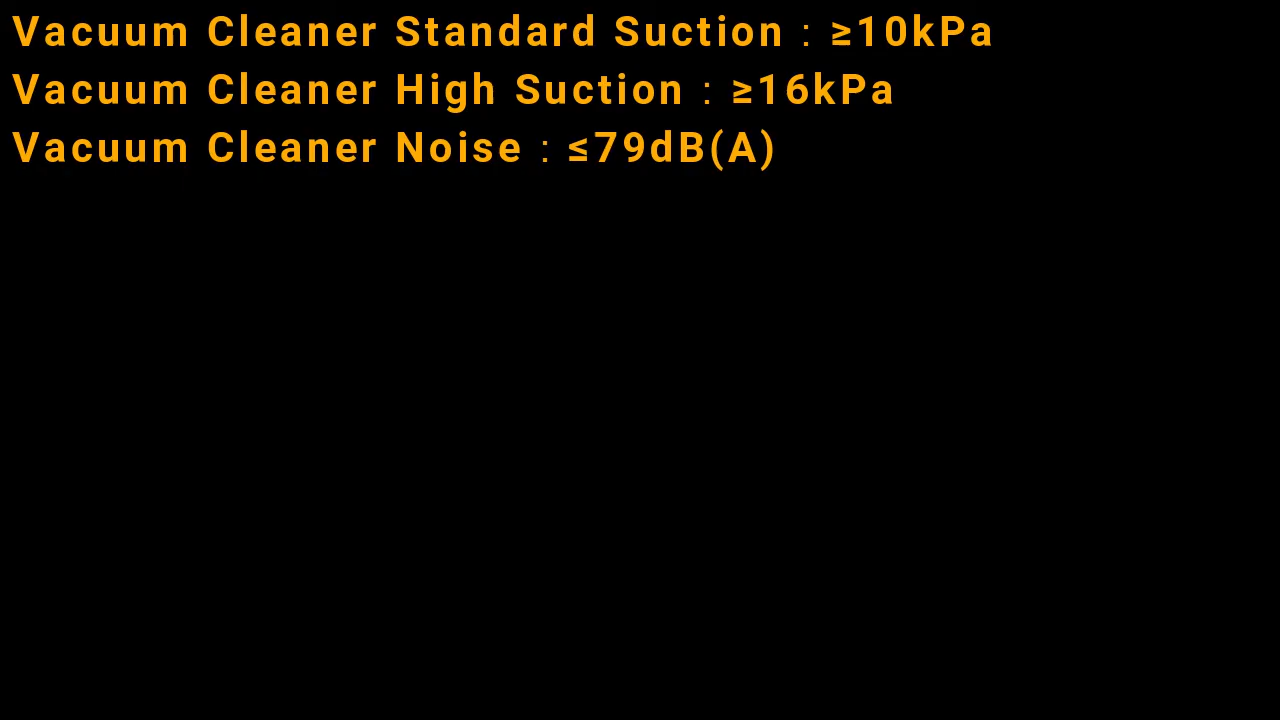 Vacuum Cleaner Standard Suction : ≥10kPa
Vacuum Cleaner High Suction : ≥16kPa
Vacuum Cleaner Noise : ≤79dB(A)